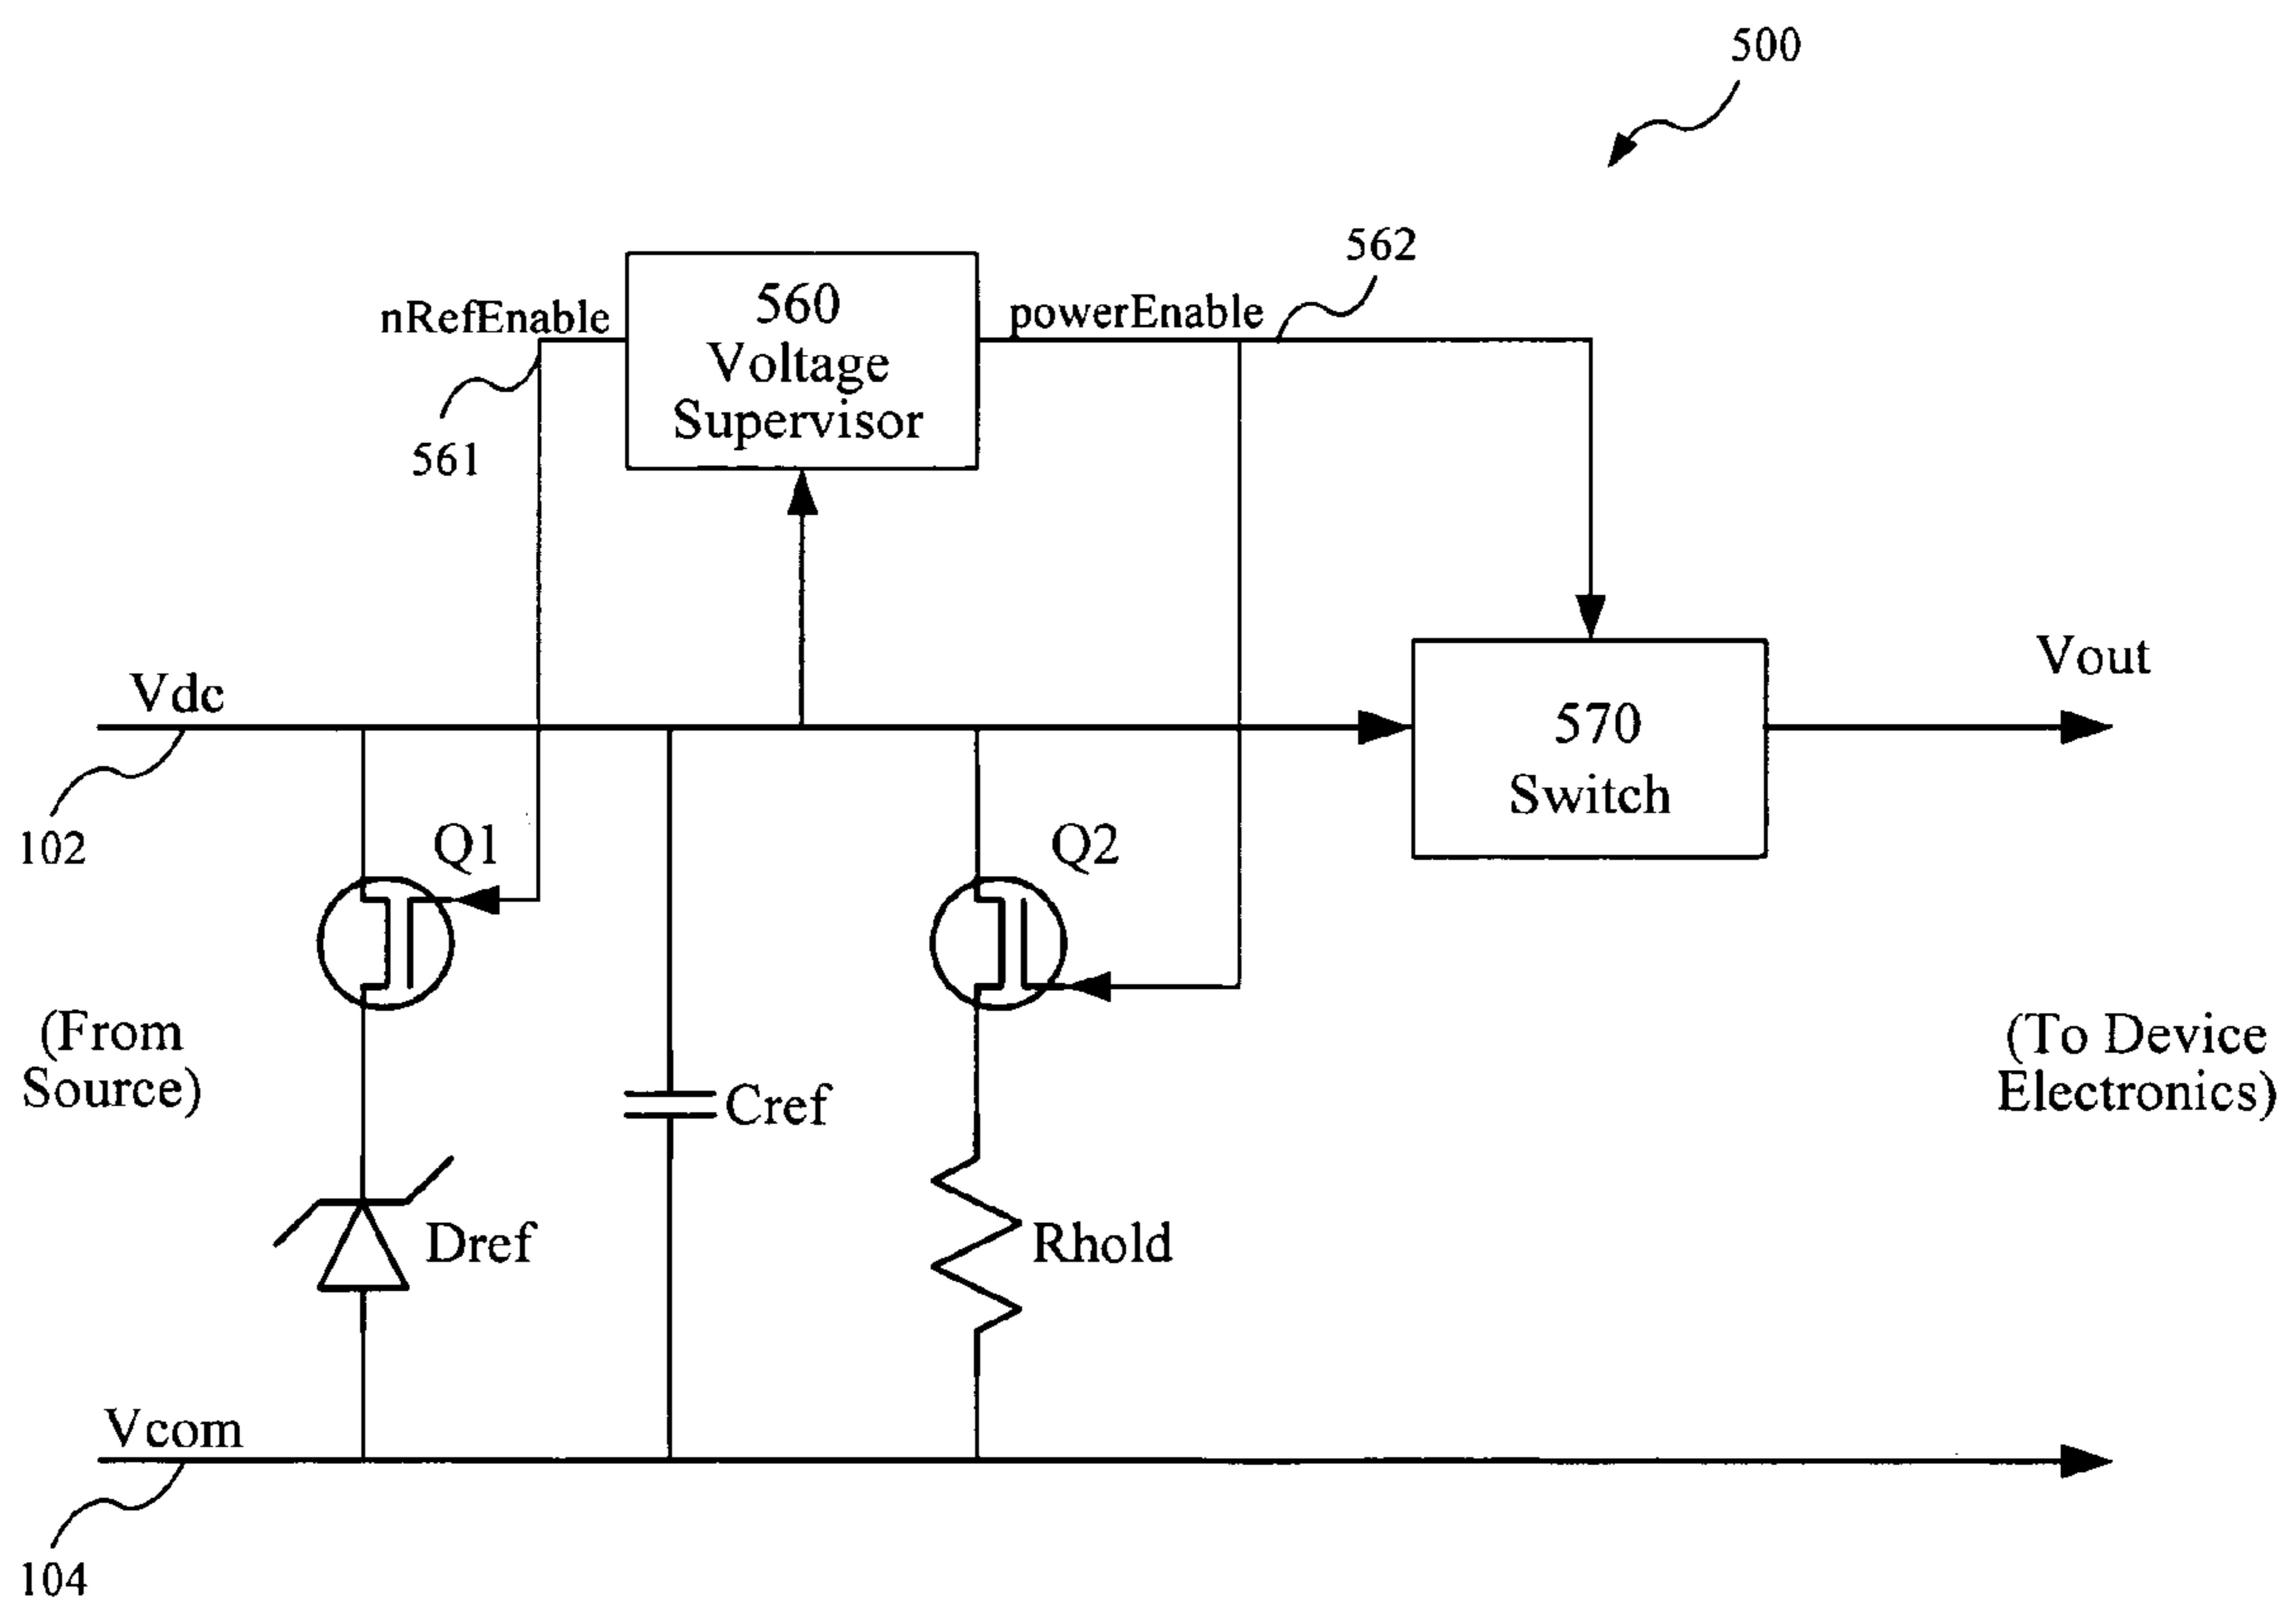 500
562
nRefEnable
560
Voltage
Supervisor
powerEnable
561
Vdc
Vout
570
Switch
102
Q1
Q2
(From
Source)
(To Device
Electronics)
Cref
Dref
Rhold
Vcom
104